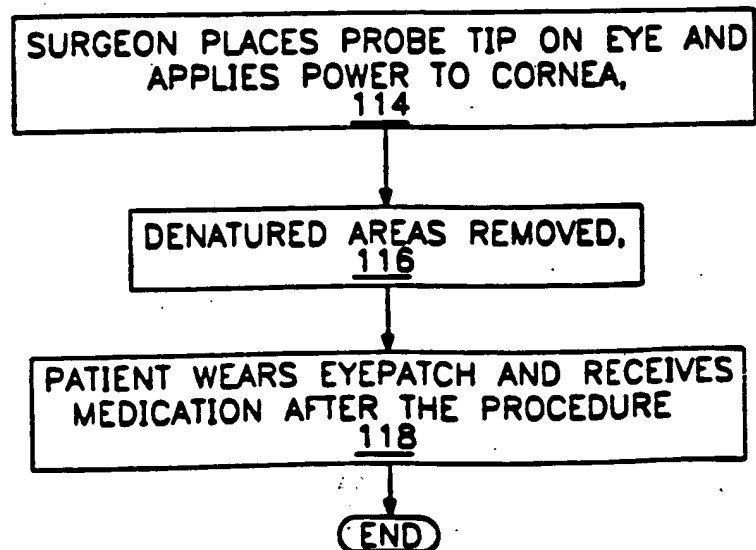 SURGEON PLACES PROBE TIP ON EYE AND
APPLIES POWER TO CORNEA.
114
DENATURED AREAS REMOVED.
116
PATIENT WEARS EYEPATCH AND RECEIVES
MEDICATION AFTER THE PROCEDURE
118
END